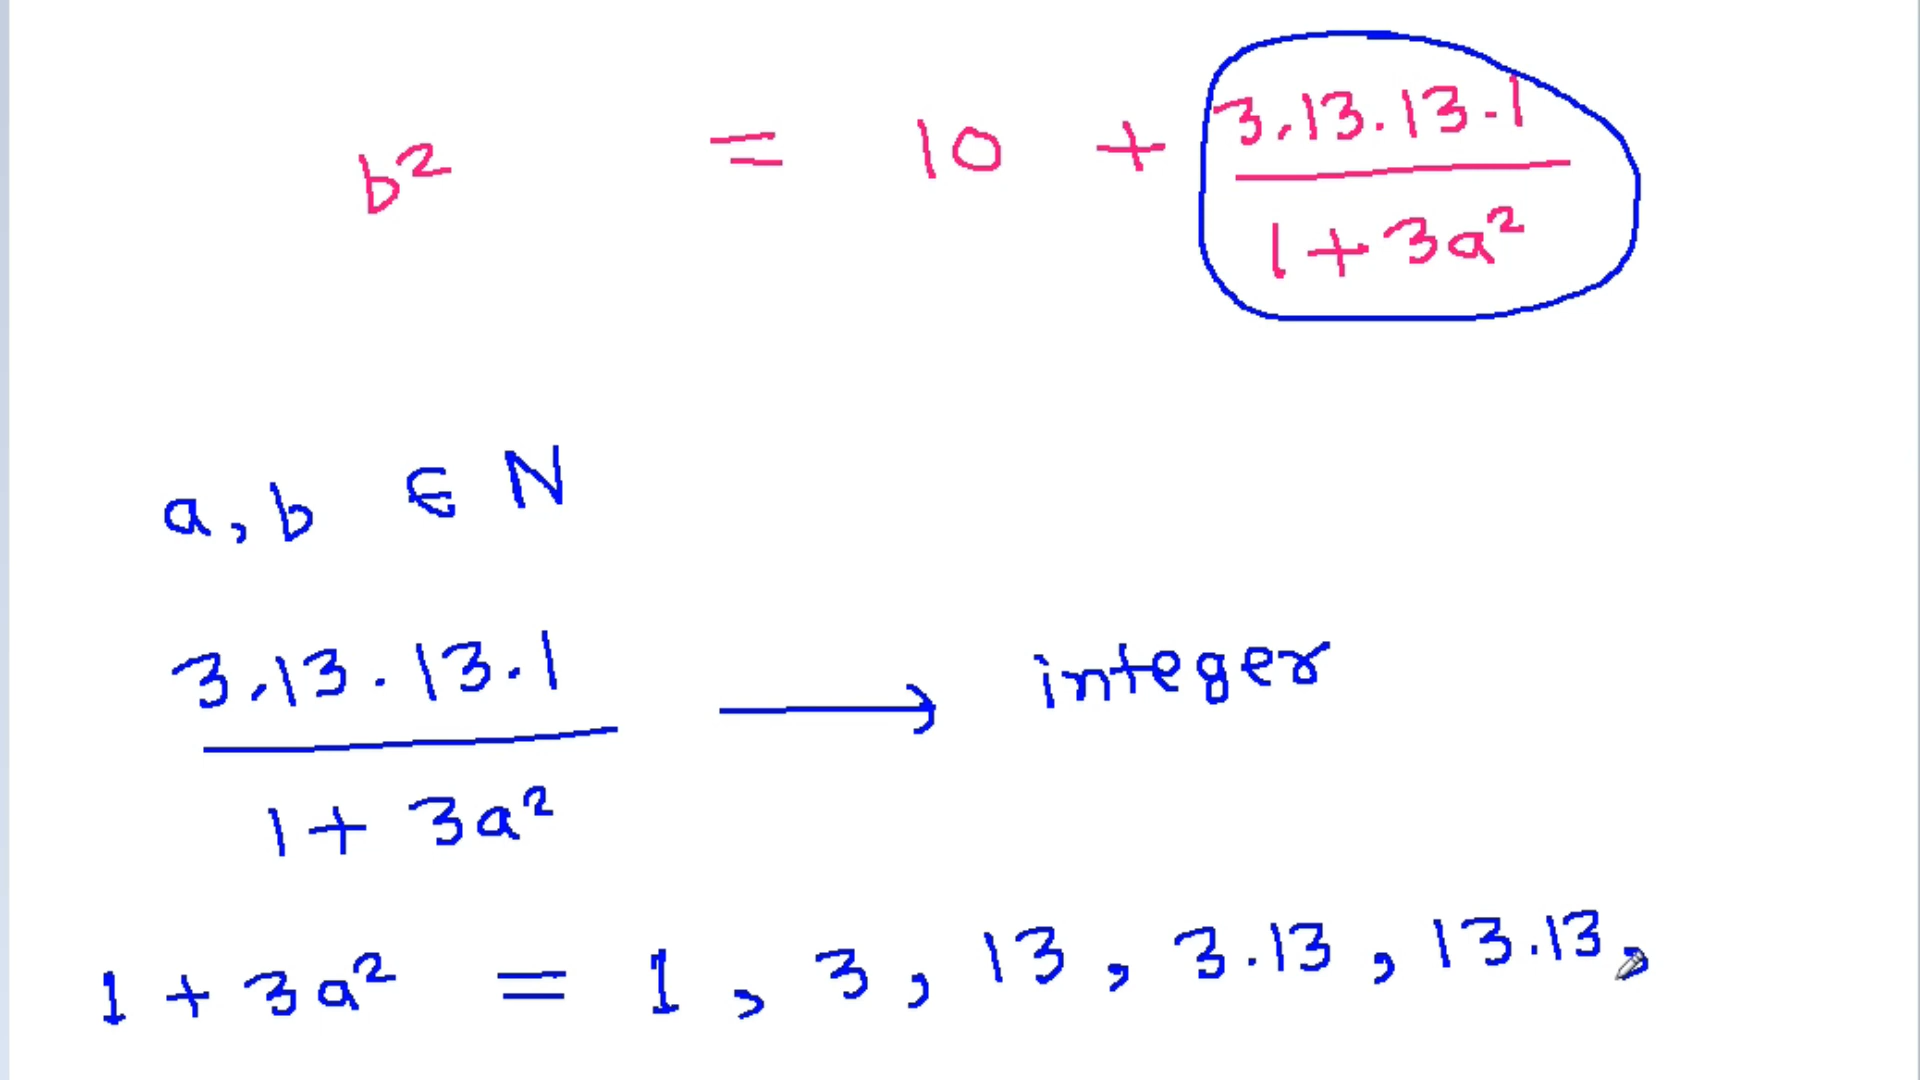 b² = 10 + 3.13.13.1
1 + 3a²
a, b ∈ N
3.13.13.1 → integer
1 + 3a²
1 + 3a² = 1, 3, 13, 3.13, 13.13,